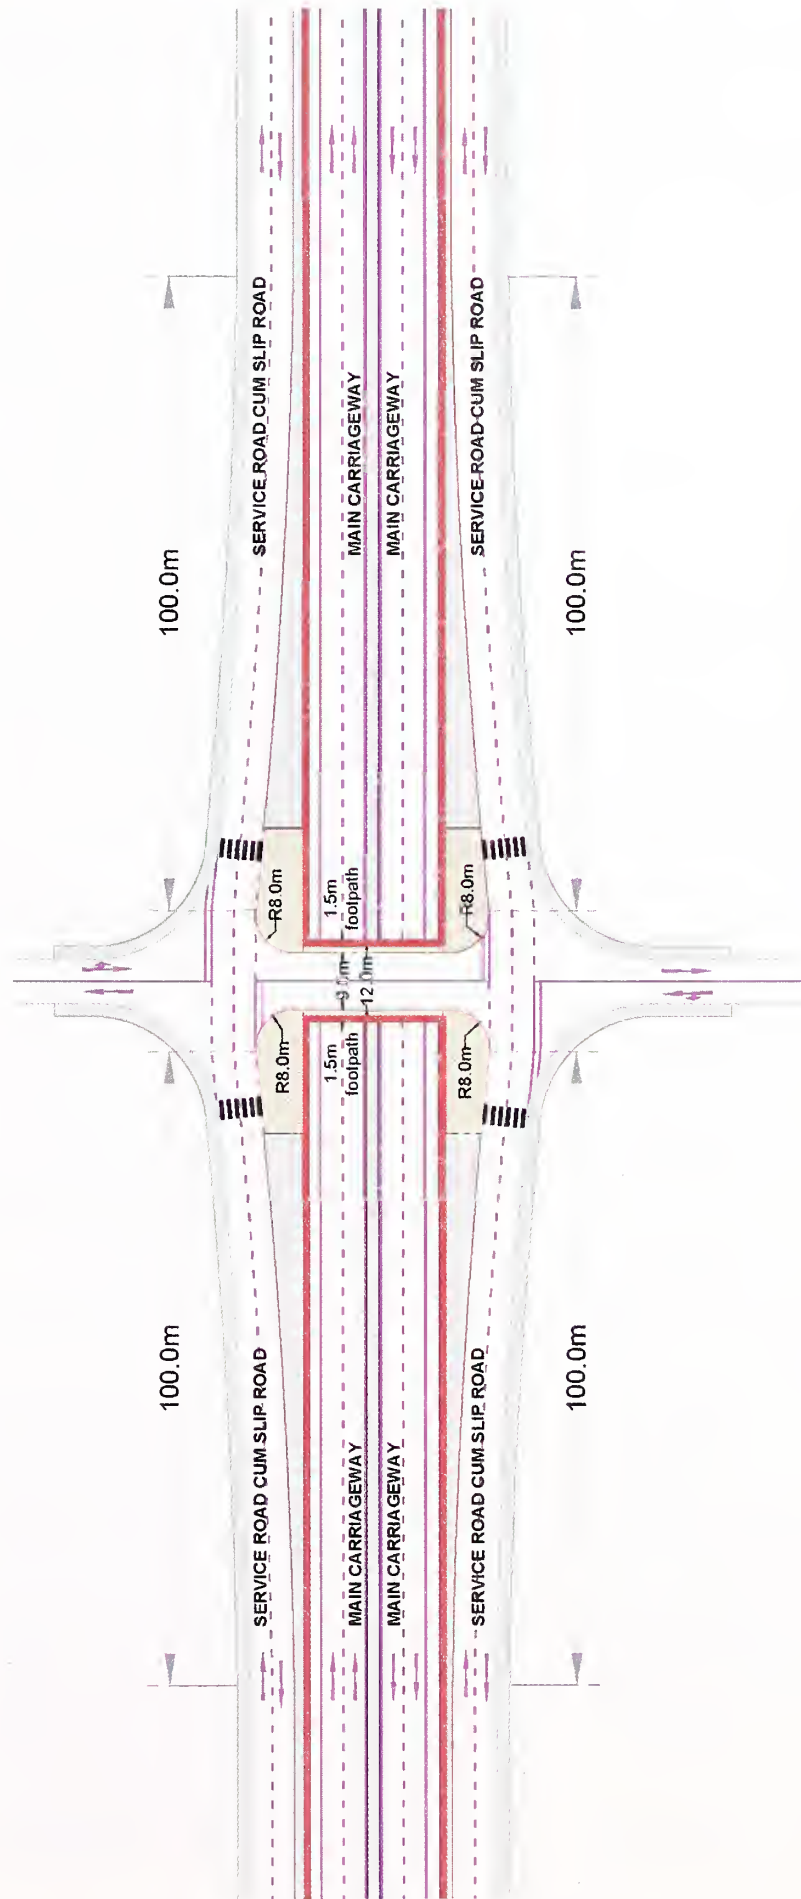 SERVICE ROAD CUM SLIP ROAD
MAIN CARRIAGEWAY
MAIN CARRIAGEWAY
SERVICE ROAD CUM SLIP ROAD
100.0m
100.0m
R8.0m
1.5m
foolpath
R8.0m
9.0m
12.0m
R8.0m
1.5m
foolpath
R8.0m
100.0m
100.0m
SERVICE ROAD CUM SLIP ROAD
MAIN CARRIAGEWAY
MAIN CARRIAGEWAY
SERVICE ROAD CUM SLIP ROAD